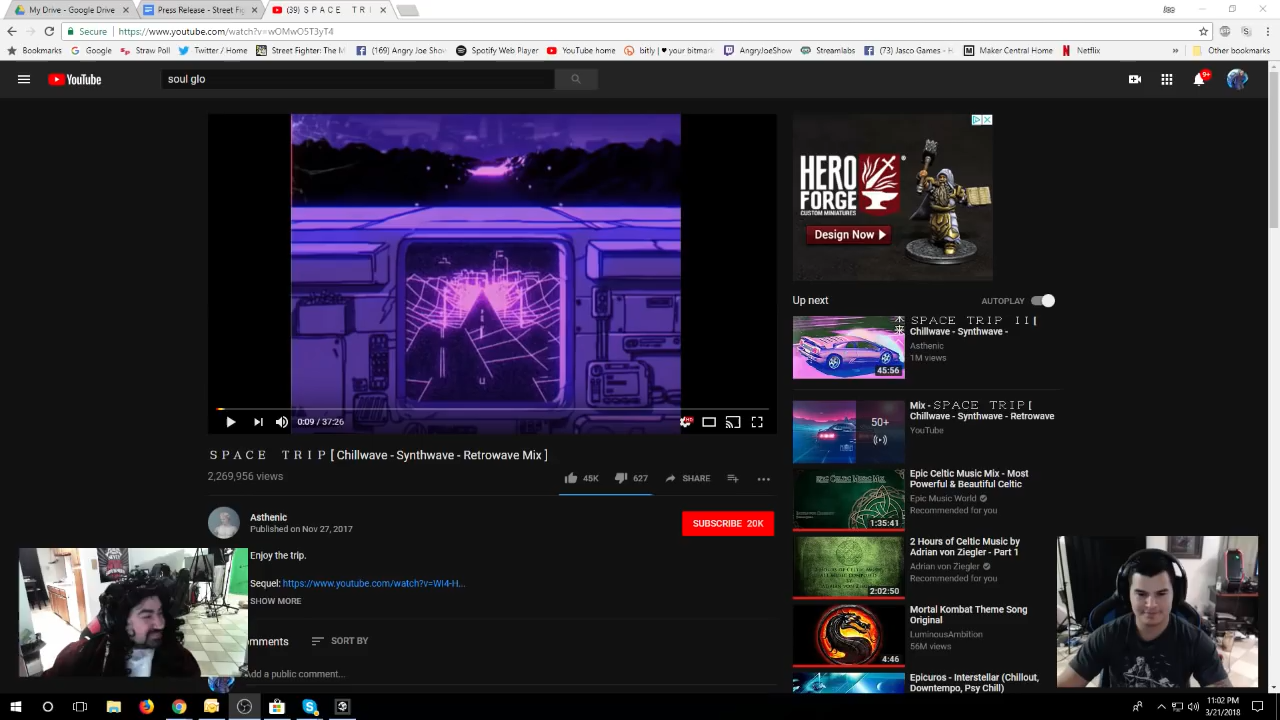 My Drive - Google Drive
Press Release - Street Fig
(39) S P A C E   T R I
Joe
Secure
https://www.youtube.com/watch?v=wOMwO5T3yT4
Bookmarks
Google
Straw Poll
Twitter / Home
Street Fighter: The M
(169) Angry Joe Show
Spotify Web Player
YouTube home
bitly | ♥ your bitmark
AngryJoeShow
Streamlabs
(73) Jasco Games - H
Maker Central Home
Netflix
»
Other bookmarks
YouTube
soul glo
9+
HERO
FORGE®
CUSTOM MINIATURES
Design Now
Up next
AUTOPLAY
S P A C E   T R I P   I I [
Chillwave - Synthwave -
Asthenic
1M views
45:56
Mix - S P A C E   T R I P [
Chillwave - Synthwave - Retrowave
YouTube
50+
0:09 / 37:26
HD
S P A C E   T R I P [ Chillwave - Synthwave - Retrowave Mix ]
2,269,956 views
45K
627
SHARE
Epic Celtic Music Mix - Most
Powerful & Beautiful Celtic
Epic Music World
Recommended for you
1:35:41
Asthenic
Published on Nov 27, 2017
SUBSCRIBE 20K
Enjoy the trip.
Sequel: https://www.youtube.com/watch?v=WI4-H...
SHOW MORE
2 Hours of Celtic Music by
Adrian von Ziegler - Part 1
Adrian von Ziegler
Recommended for you
2:02:50
Mortal Kombat Theme Song
Original
LuminousAmbition
56M views
4:46
omments
SORT BY
Add a public comment...
Epicuros - Interstellar (Chillout,
Downtempo, Psy Chill)
11:02 PM
3/21/2018